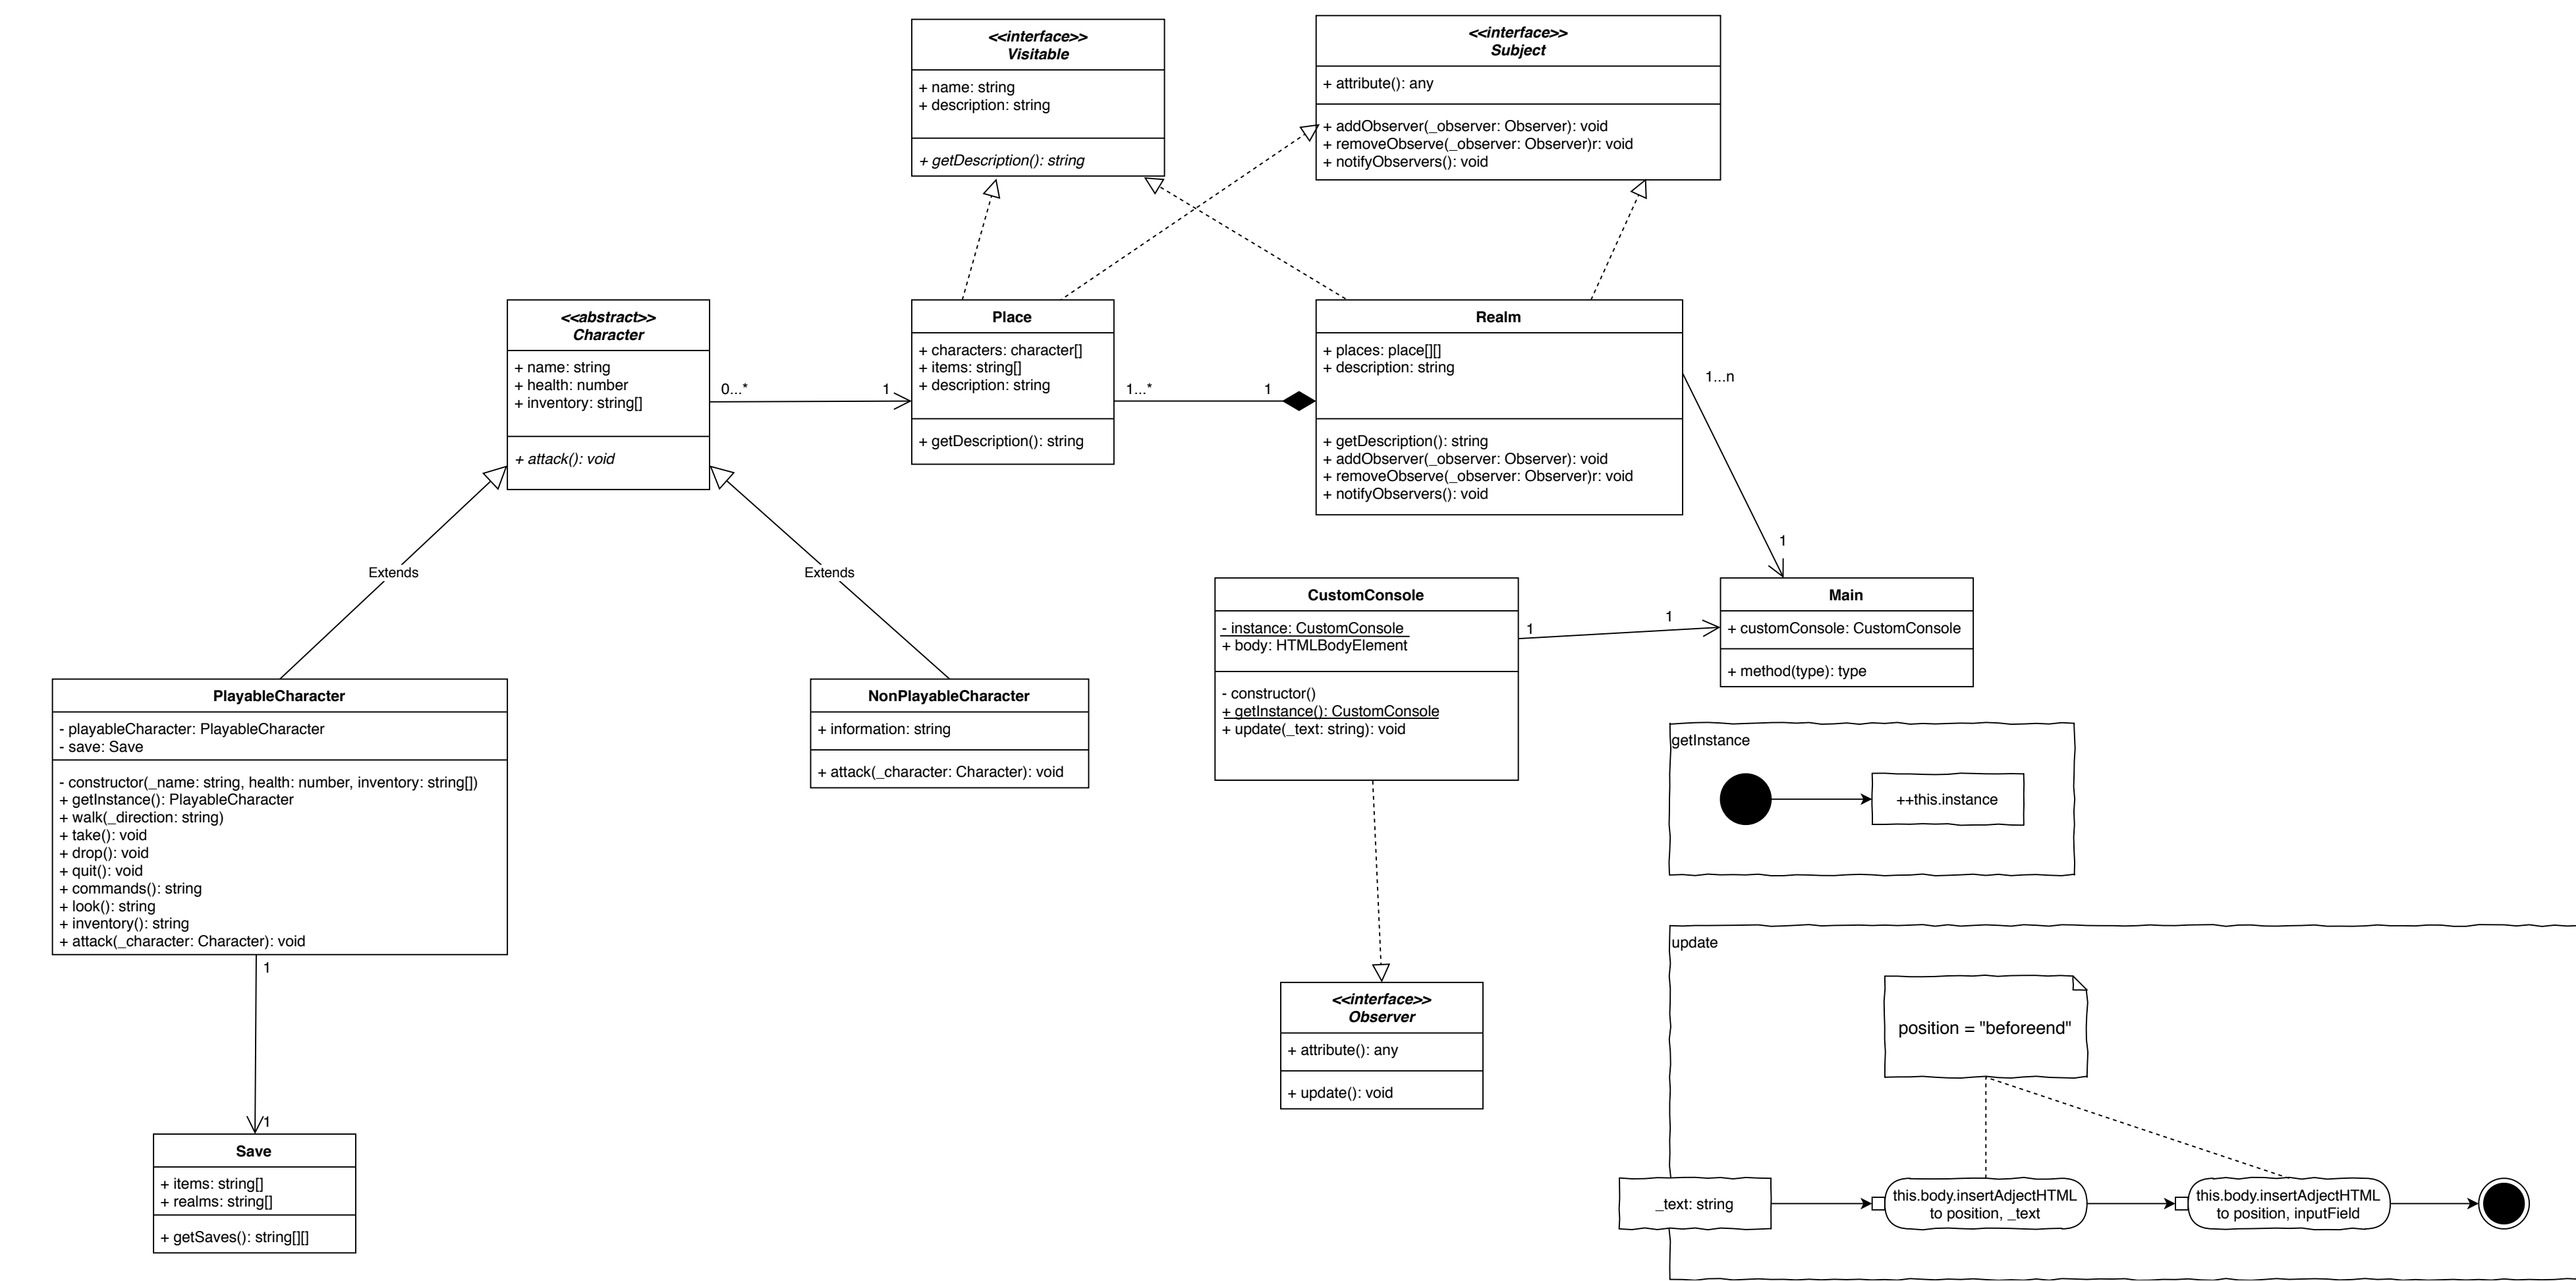 <<interface>>
Visitable
+ name: string
+ description: string
+ getDescription(): string
<<interface>>
Subject
+ attribute(): any
+ addObserver(_observer: Observer): void
+ removeObserve(_observer: Observer)r: void
+ notifyObservers(): void
<<abstract>>
Character
+ name: string
+ health: number
+ inventory: string[]
+ attack(): void
0...*
1
Place
+ characters: character[]
+ items: string[]
+ description: string
+ getDescription(): string
1...*
1
Realm
+ places: place[][]
+ description: string
+ getDescription(): string
+ addObserver(_observer: Observer): void
+ removeObserve(_observer: Observer)r: void
+ notifyObservers(): void
1...n
1
Extends
Extends
CustomConsole
- instance: CustomConsole
+ body: HTMLBodyElement
- constructor()
+ getInstance(): CustomConsole
+ update(_text: string): void
1
1
Main
+ customConsole: CustomConsole
+ method(type): type
PlayableCharacter
- playableCharacter: PlayableCharacter
- save: Save
- constructor(_name: string, health: number, inventory: string[])
+ getInstance(): PlayableCharacter
+ walk(_direction: string)
+ take(): void
+ drop(): void
+ quit(): void
+ commands(): string
+ look(): string
+ inventory(): string
+ attack(_character: Character): void
NonPlayableCharacter
+ information: string
+ attack(_character: Character): void
getInstance
++this.instance
1
1
Save
+ items: string[]
+ realms: string[]
+ getSaves(): string[][]
<<interface>>
Observer
+ attribute(): any
+ update(): void
update
position = "beforeend"
_text: string
this.body.insertAdjectHTML
to position, _text
this.body.insertAdjectHTML
to position, inputField